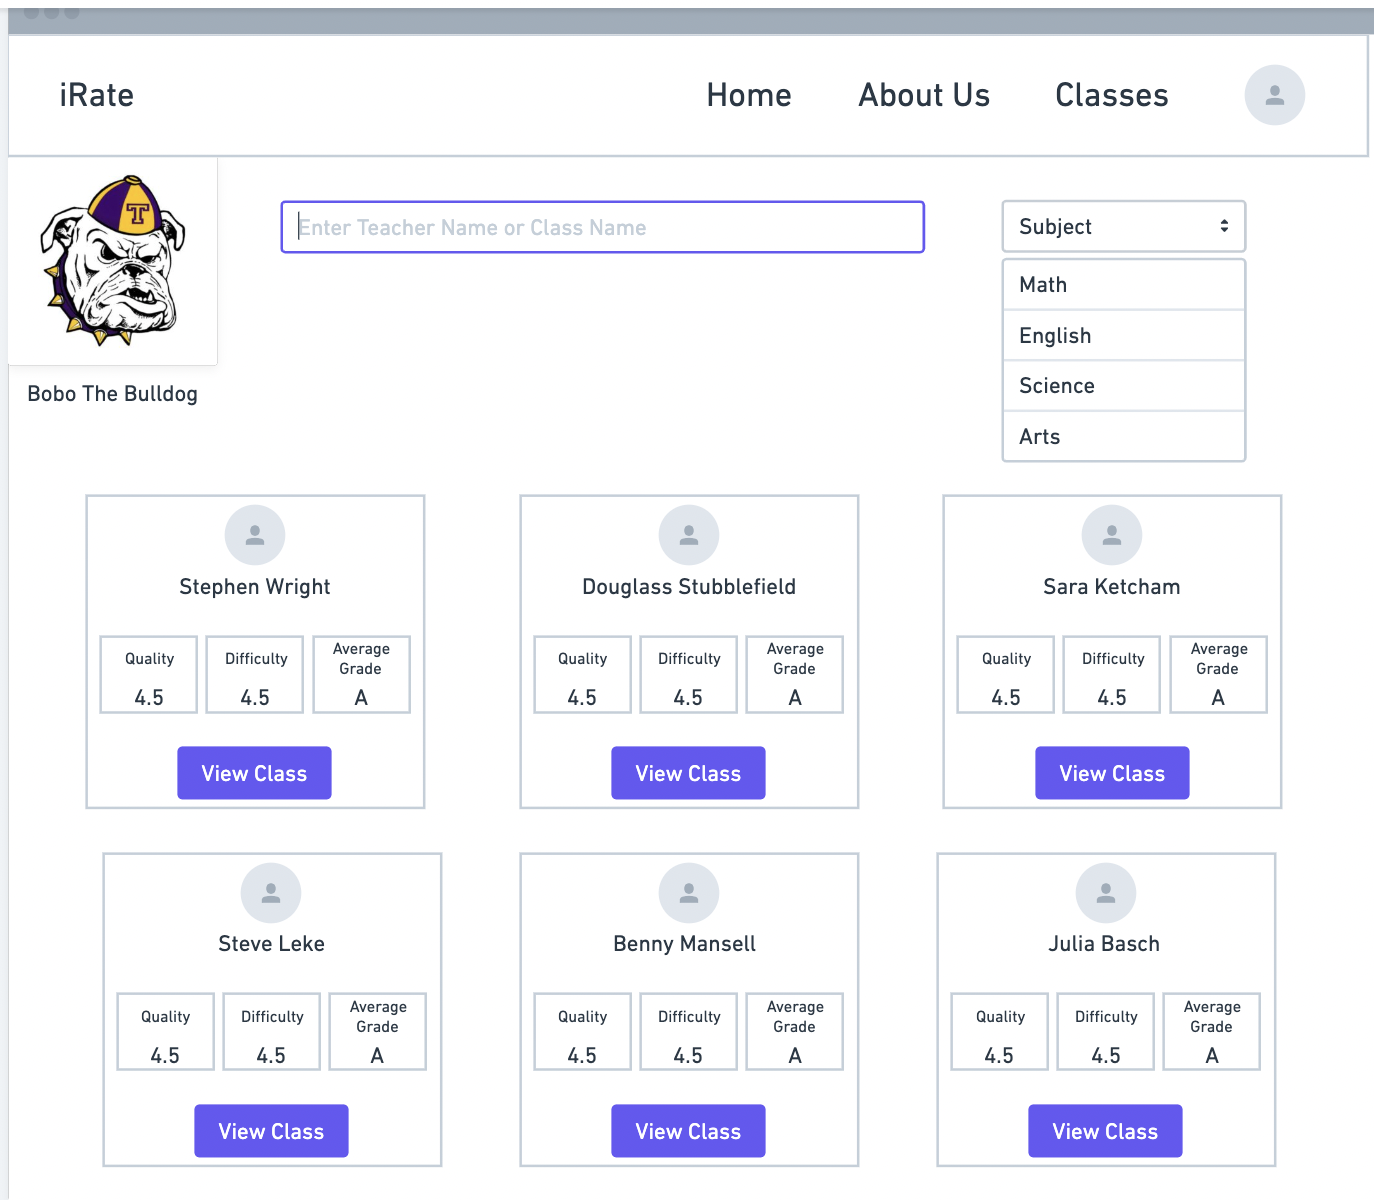 iRate
Home
About Us
Classes
T
Enter Teacher Name or Class Name
Subject
Math
English
Science
Arts
Bobo The Bulldog
Stephen Wright
Quality
4.5
Difficulty
4.5
Average
Grade
A
View Class
Douglass Stubblefield
Quality
4.5
Difficulty
4.5
Average
Grade
A
View Class
Sara Ketcham
Quality
4.5
Difficulty
4.5
Average
Grade
A
View Class
Steve Leke
Quality
4.5
Difficulty
4.5
Average
Grade
A
View Class
Benny Mansell
Quality
4.5
Difficulty
4.5
Average
Grade
A
View Class
Julia Basch
Quality
4.5
Difficulty
4.5
Average
Grade
A
View Class